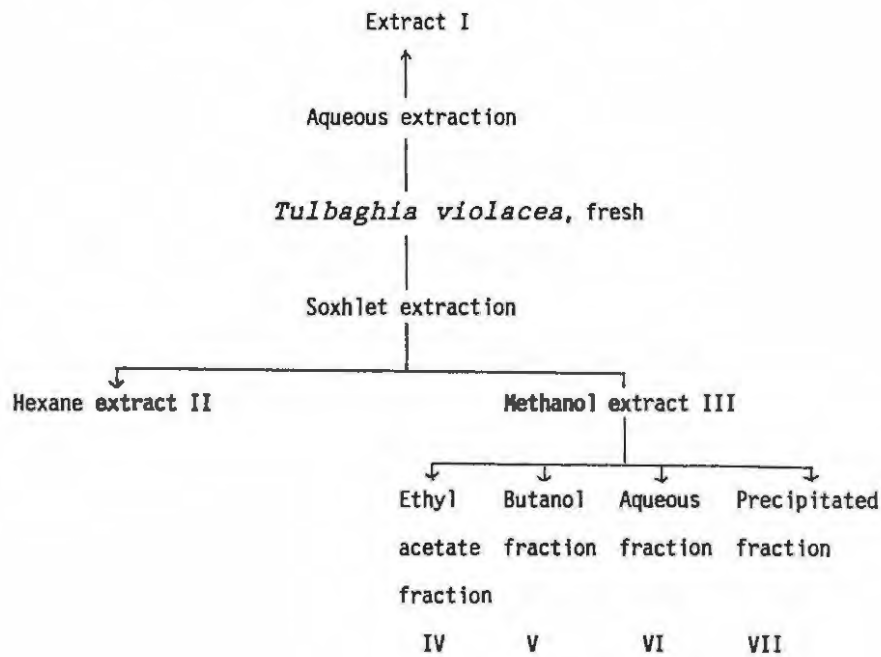 Extract I
Aqueous extraction
Tulbaghia violacea, fresh
Soxhlet extraction
Hexane extract II Methanol extract III
Ethyl Butanol Aqueous Precipitated
acetate fraction fraction fraction
fraction
IV V VI VII